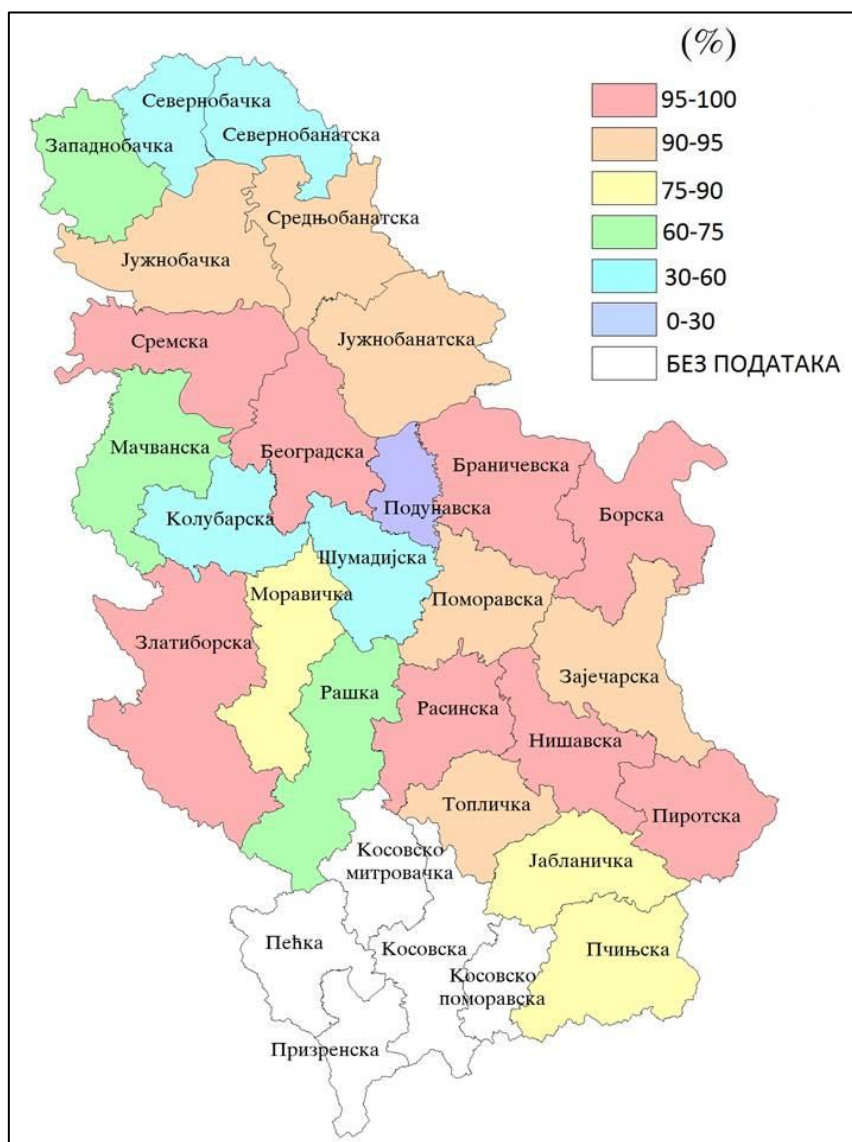 (%)
95-100
90-95
75-90
60-75
30-60
0-30
БЕЗ ПОДАТАКА
Севернобачка
Севернобанатска
Западнобачка
Средњобанатска
Јужнобачка
Сремска
Јужнобанатска
Мачванска
Београдска
Браничевска
Подунавска
Борска
Колубарска
Шумадијска
Моравичка
Поморавска
Златиборска
Зајечарска
Рашка
Расинска
Нишавска
Топличка
Пиротска
Косовско
митровачка
Јабланичка
Пећка
Косовска
Пчињска
Косовско
поморавска
Призренска